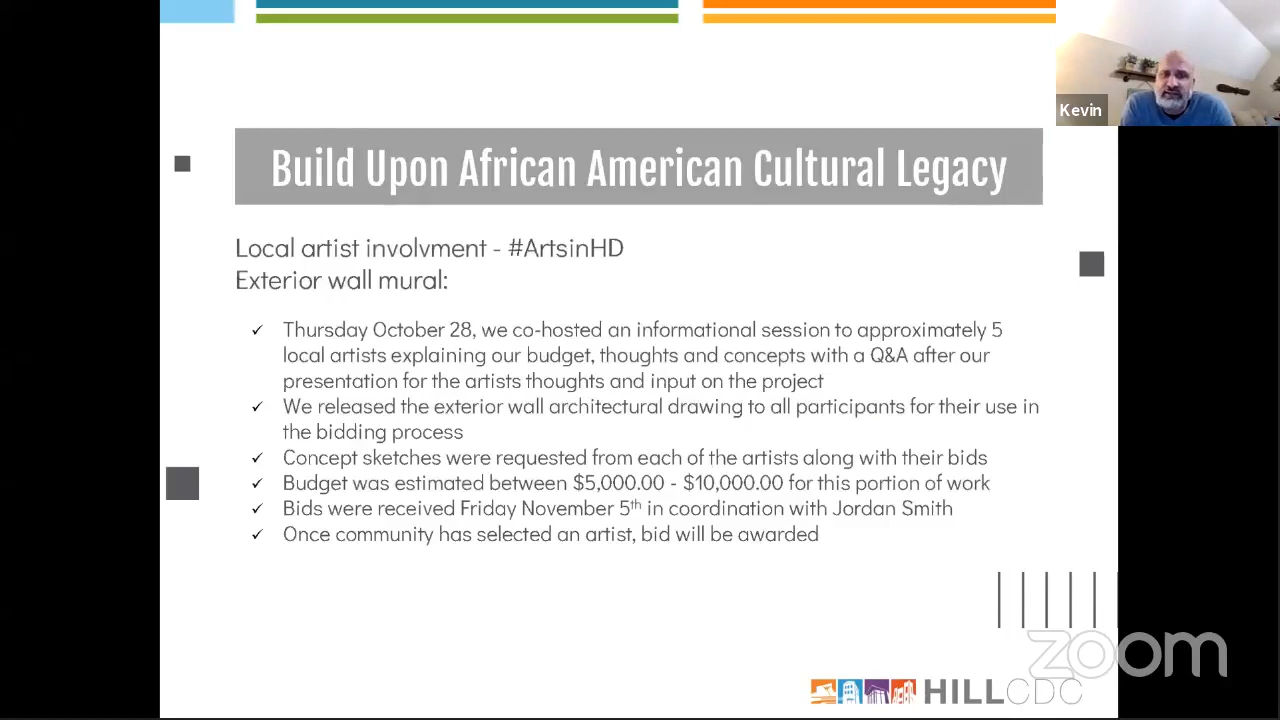 Kevin
Build Upon African American Cultural Legacy
Local artist involvment - #ArtsinHD
Exterior wall mural:
✓ Thursday October 28, we co-hosted an informational session to approximately 5
local artists explaining our budget, thoughts and concepts with a Q&A after our
presentation for the artists thoughts and input on the project
✓ We released the exterior wall architectural drawing to all participants for their use in
the bidding process
✓ Concept sketches were requested from each of the artists along with their bids
✓ Budget was estimated between $5,000.00 - $10,000.00 for this portion of work
✓ Bids were received Friday November 5th in coordination with Jordan Smith
✓ Once community has selected an artist, bid will be awarded
zoom
HILLCDC